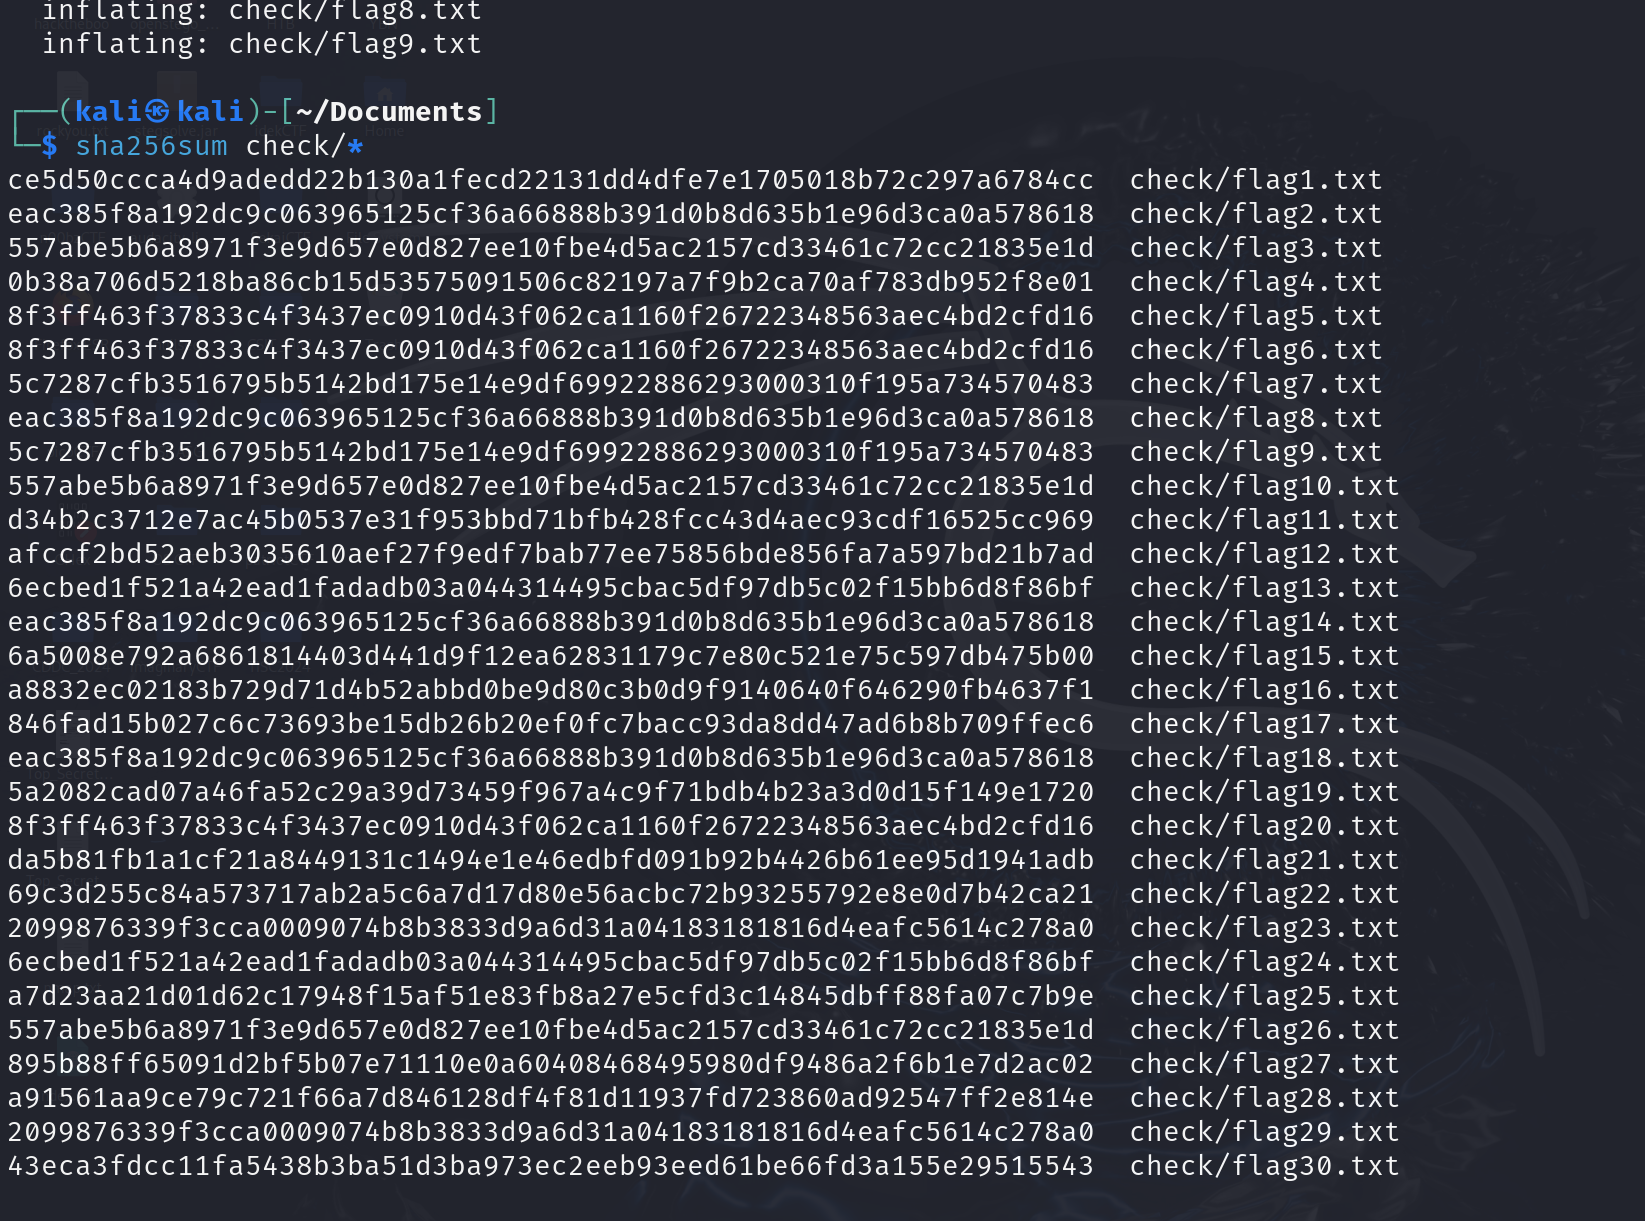 inflating: check/flag8.txt
inflating: check/flag9.txt
┌──(kali㉿kali)-[~/Documents]
└─$ sha256sum check/*
ce5d50ccca4d9adedd22b130a1fecd22131dd4dfe7e1705018b72c297a6784cc  check/flag1.txt
eac385f8a192dc9c063965125cf36a66888b391d0b8d635b1e96d3ca0a578618  check/flag2.txt
557abe5b6a8971f3e9d657e0d827ee10fbe4d5ac2157cd33461c72cc21835e1d  check/flag3.txt
0b38a706d5218ba86cb15d53575091506c82197a7f9b2ca70af783db952f8e01  check/flag4.txt
8f3ff463f37833c4f3437ec0910d43f062ca1160f26722348563aec4bd2cfd16  check/flag5.txt
8f3ff463f37833c4f3437ec0910d43f062ca1160f26722348563aec4bd2cfd16  check/flag6.txt
5c7287cfb3516795b5142bd175e14e9df69922886293000310f195a734570483  check/flag7.txt
eac385f8a192dc9c063965125cf36a66888b391d0b8d635b1e96d3ca0a578618  check/flag8.txt
5c7287cfb3516795b5142bd175e14e9df69922886293000310f195a734570483  check/flag9.txt
557abe5b6a8971f3e9d657e0d827ee10fbe4d5ac2157cd33461c72cc21835e1d  check/flag10.txt
d34b2c3712e7ac45b0537e31f953bbd71bfb428fcc43d4aec93cdf16525cc969  check/flag11.txt
afccf2bd52aeb3035610aef27f9edf7bab77ee75856bde856fa7a597bd21b7ad  check/flag12.txt
6ecbed1f521a42ead1fadadb03a044314495cbac5df97db5c02f15bb6d8f86bf  check/flag13.txt
eac385f8a192dc9c063965125cf36a66888b391d0b8d635b1e96d3ca0a578618  check/flag14.txt
6a5008e792a6861814403d441d9f12ea62831179c7e80c521e75c597db475b00  check/flag15.txt
a8832ec02183b729d71d4b52abbd0be9d80c3b0d9f9140640f646290fb4637f1  check/flag16.txt
846fad15b027c6c73693be15db26b20ef0fc7bacc93da8dd47ad6b8b709ffec6  check/flag17.txt
eac385f8a192dc9c063965125cf36a66888b391d0b8d635b1e96d3ca0a578618  check/flag18.txt
5a2082cad07a46fa52c29a39d73459f967a4c9f71bdb4b23a3d0d15f149e1720  check/flag19.txt
8f3ff463f37833c4f3437ec0910d43f062ca1160f26722348563aec4bd2cfd16  check/flag20.txt
da5b81fb1a1cf21a8449131c1494e1e46edbfd091b92b4426b61ee95d1941adb  check/flag21.txt
69c3d255c84a573717ab2a5c6a7d17d80e56acbc72b93255792e8e0d7b42ca21  check/flag22.txt
2099876339f3cca0009074b8b3833d9a6d31a04183181816d4eafc5614c278a0  check/flag23.txt
6ecbed1f521a42ead1fadadb03a044314495cbac5df97db5c02f15bb6d8f86bf  check/flag24.txt
a7d23aa21d01d62c17948f15af51e83fb8a27e5cfd3c14845dbff88fa07c7b9e  check/flag25.txt
557abe5b6a8971f3e9d657e0d827ee10fbe4d5ac2157cd33461c72cc21835e1d  check/flag26.txt
895b88ff65091d2bf5b07e71110e0a60408468495980df9486a2f6b1e7d2ac02  check/flag27.txt
a91561aa9ce79c721f66a7d846128df4f81d11937fd723860ad92547ff2e814e  check/flag28.txt
2099876339f3cca0009074b8b3833d9a6d31a04183181816d4eafc5614c278a0  check/flag29.txt
43eca3fdcc11fa5438b3ba51d3ba973ec2eeb93eed61be66fd3a155e29515543  check/flag30.txt